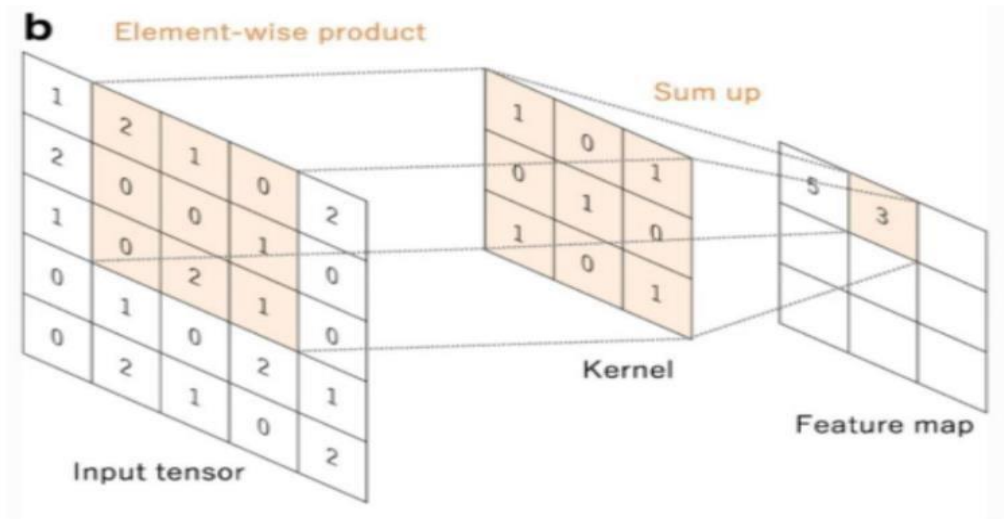 b
Element-wise product
Sum up
1 2 1 0 2
2 0 0 1 0
1 0 2 1 0
0 1 0 2 1
0 2 1 0 2
1 0 1
0 1 0
1 0 1
5 3
Kernel
Feature map
Input tensor